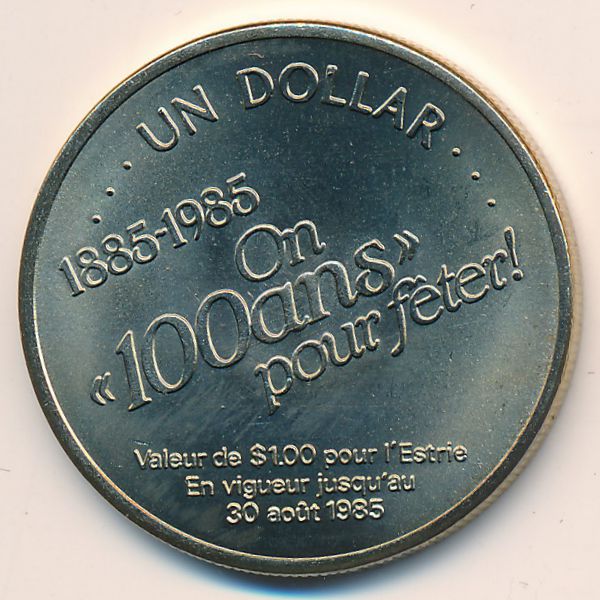 UN DOLLAR
1885-1985
On
«100ans»
pour fêter!
Valeur de $1.00 pour l'Estrie
En vigueur jusqu'au
30 août 1985